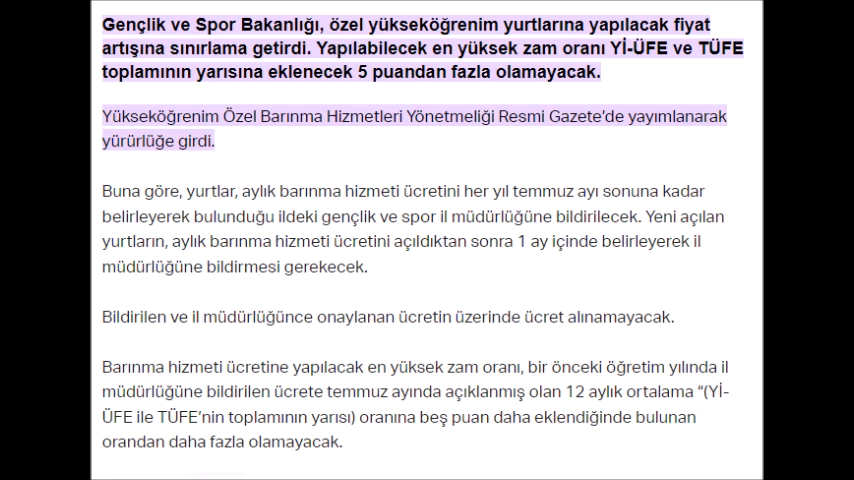 Gençlik ve Spor Bakanlığı, özel yükseköğrenim yurtlarına yapılacak fiyat
artışına sınırlama getirdi. Yapılabilecek en yüksek zam oranı Yİ-ÜFE ve TÜFE
toplamının yarısına eklenecek 5 puandan fazla olamayacak.
Yükseköğrenim Özel Barınma Hizmetleri Yönetmeliği Resmi Gazete’de yayımlanarak
yürürlüğe girdi.
Buna göre, yurtlar, aylık barınma hizmeti ücretini her yıl temmuz ayı sonuna kadar
belirleyerek bulunduğu ildeki gençlik ve spor il müdürlüğüne bildirilecek. Yeni açılan
yurtların, aylık barınma hizmeti ücretini açıldıktan sonra 1 ay içinde belirleyerek il
müdürlüğüne bildirmesi gerekecek.
Bildirilen ve il müdürlüğünce onaylanan ücretin üzerinde ücret alınamayacak.
Barınma hizmeti ücretine yapılacak en yüksek zam oranı, bir önceki öğretim yılında il
müdürlüğüne bildirilen ücrete temmuz ayında açıklanmış olan 12 aylık ortalama “(Yİ-
ÜFE ile TÜFE’nin toplamının yarısı) oranına beş puan daha eklendiğinde bulunan
orandan daha fazla olamayacak.